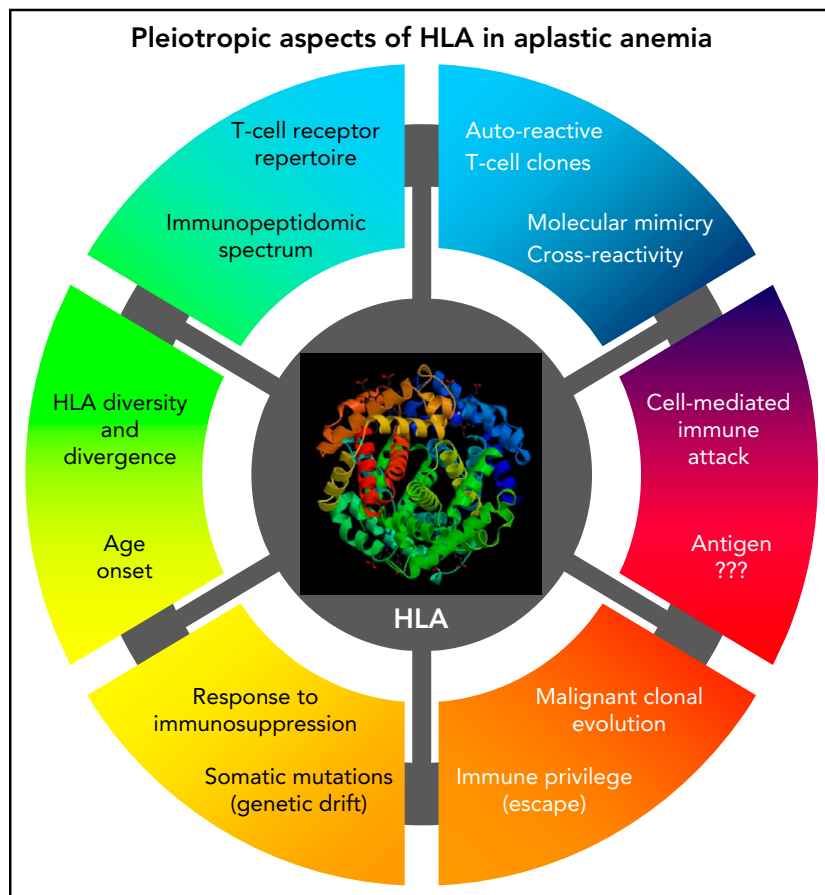 Pleiotropic aspects of HLA in aplastic anemia
T-cell receptor
repertoire
Immunopeptidomic
spectrum
Auto-reactive
T-cell clones
Molecular mimicry
Cross-reactivity
HLA diversity
and
divergence
Age
onset
Cell-mediated
immune
attack
Antigen
???
HLA
Response to
immunosuppression
Somatic mutations
(genetic drift)
Malignant clonal
evolution
Immune privilege
(escape)